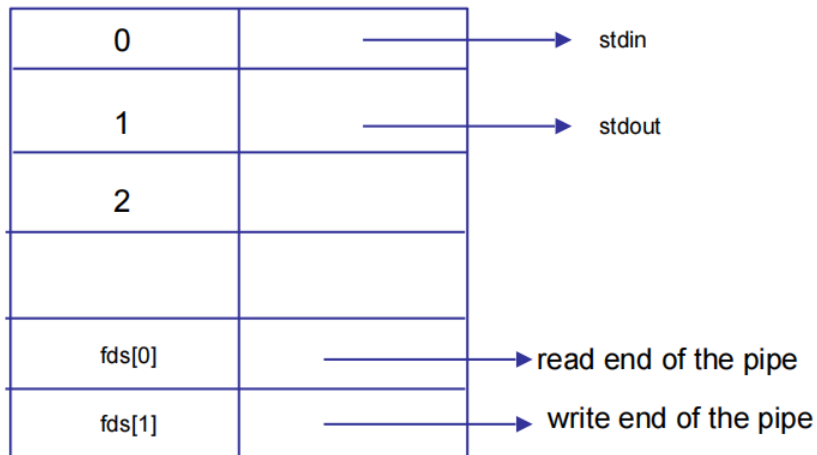 0 stdin
1 stdout
2
fds[0] read end of the pipe
fds[1] write end of the pipe